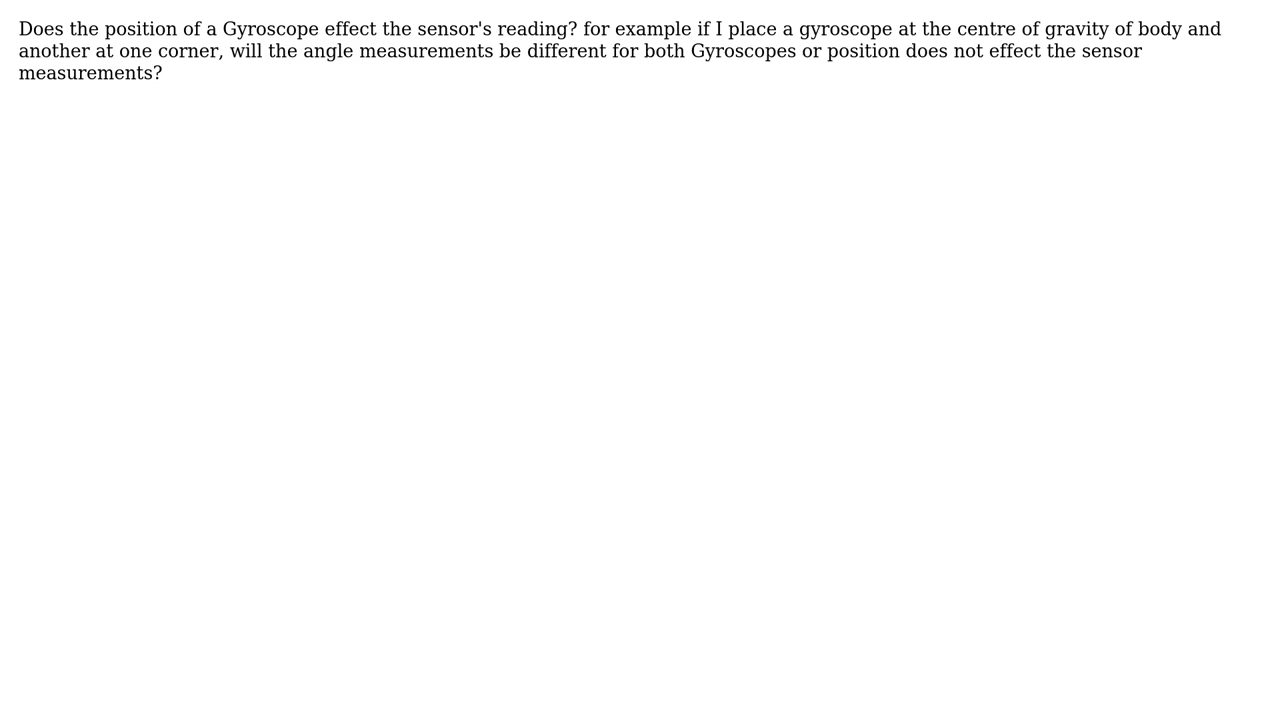 Does the position of a Gyroscope effect the sensor's reading? for example if I place a gyroscope at the centre of gravity of body and
another at one corner, will the angle measurements be different for both Gyroscopes or position does not effect the sensor
measurements?